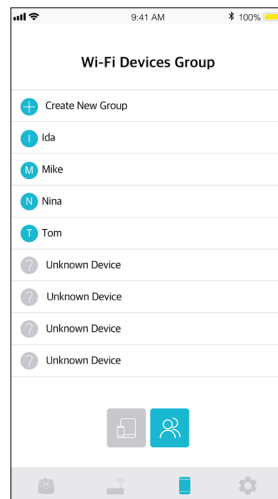 9:41 AM
100%
Wi-Fi Devices Group
Create New Group
I Ida
M Mike
N Nina
T Tom
? Unknown Device
? Unknown Device
? Unknown Device
? Unknown Device